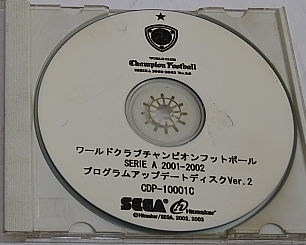 WORLD CLUB
Champion Football
SERIE A 2001-2002 Ver.2.0
ワールドクラブチャンピオンフットボール
SERIE A 2001-2002
プログラムアップデートディスクVer.2
CDP-10001C
SEGA Hitmaker
©Hitmaker/SEGA, 2002, 2003